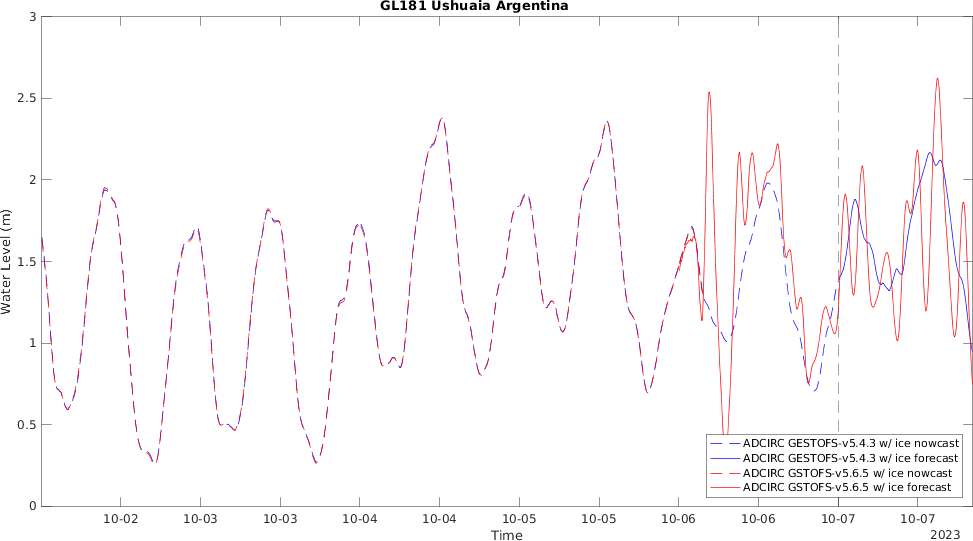 GL181 Ushuaia Argentina
3
2.5
2
1.5
1
0.5
0
Water Level (m)
10-02
10-03
10-03
10-04
10-04
10-05
10-05
10-06
10-06
10-07
10-07
Time
2023
ADCIRC GESTOFS-v5.4.3 w/ ice nowcast
ADCIRC GESTOFS-v5.4.3 w/ ice forecast
ADCIRC GSTOFS-v5.6.5 w/ ice nowcast
ADCIRC GSTOFS-v5.6.5 w/ ice forecast